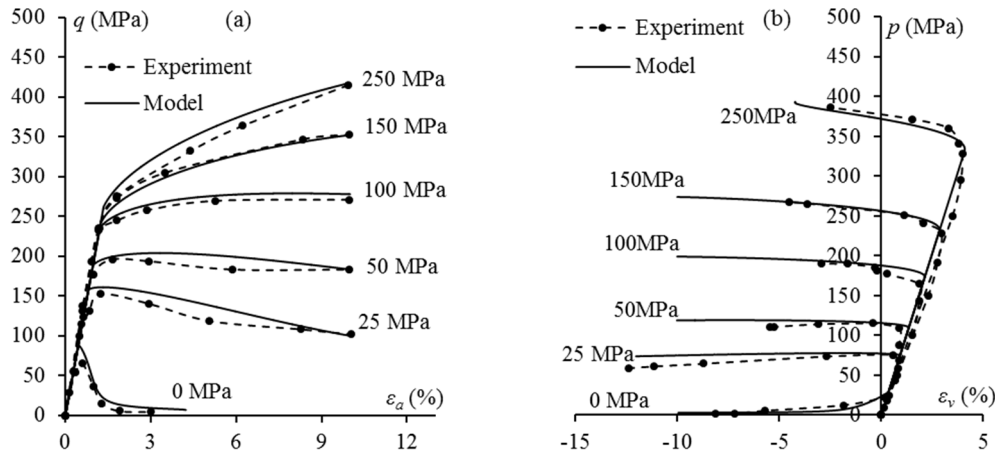 q (MPa)
(a)
500
450
400
350
300
250
200
150
100
50
0
Experiment
Model
250 MPa
150 MPa
100 MPa
50 MPa
25 MPa
0 MPa
εa (%)
0 3 6 9 12
(b)
p (MPa)
500
450
400
350
300
250
200
150
100
50
0
Experiment
Model
250MPa
150MPa
100MPa
50MPa
25 MPa
0 MPa
εv (%)
-15 -10 -5 0 5